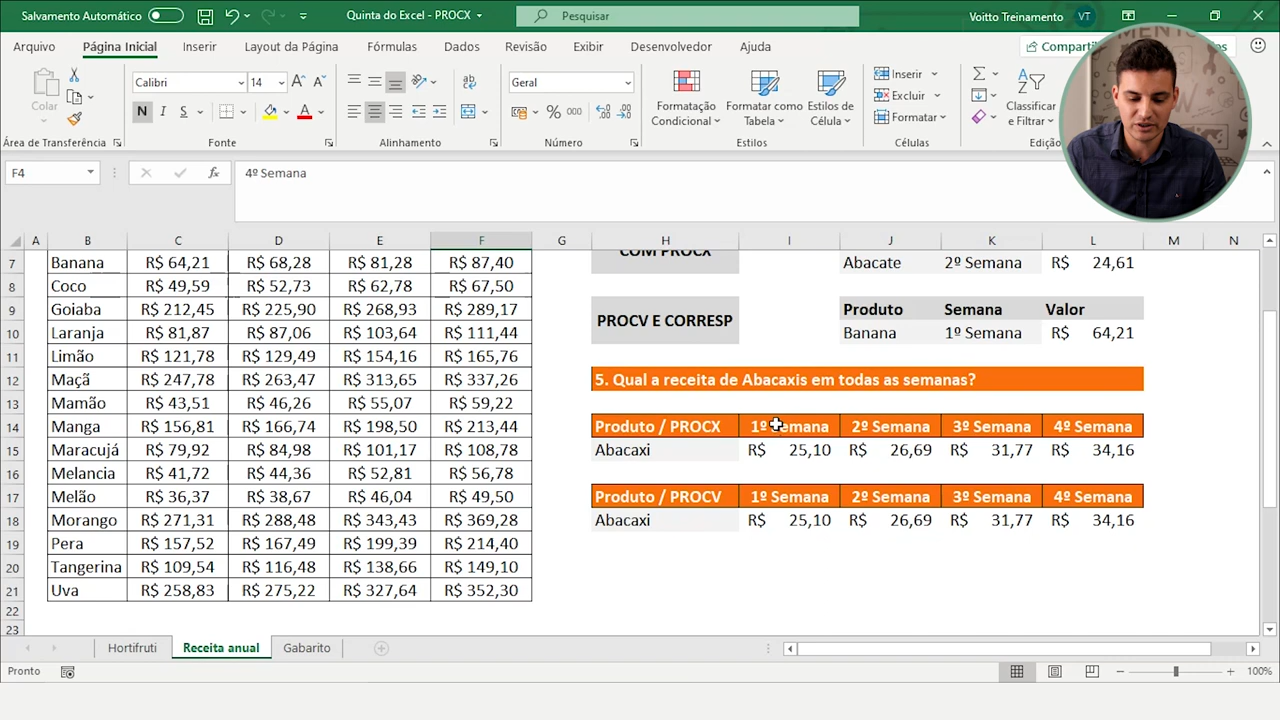 Salvamento Automático
Quinta do Excel - PROCX
Pesquisar
Voitto Treinamento VT
Arquivo Página Inicial Inserir Layout da Página Fórmulas Dados Revisão Exibir Desenvolvedor Ajuda
Colar
Área de Transferência
Calibri 14
N I S
Fonte
Alinhamento
Geral
% 000
Número
Formatação
Condicional
Formatar como
Tabela
Estilos de
Célula
Estilos
Inserir
Excluir
Formatar
Células
Classificar
e Filtrar
Edição
F4 fx 4º Semana
A B C D E F G H I J K L M N
7 Banana R$ 64,21 R$ 68,28 R$ 81,28 R$ 87,40 COM PROCX Abacate 2º Semana R$ 24,61
8 Coco R$ 49,59 R$ 52,73 R$ 62,78 R$ 67,50
9 Goiaba R$ 212,45 R$ 225,90 R$ 268,93 R$ 289,17 PROCV E CORRESP Produto Semana Valor
10 Laranja R$ 81,87 R$ 87,06 R$ 103,64 R$ 111,44 Banana 1º Semana R$ 64,21
11 Limão R$ 121,78 R$ 129,49 R$ 154,16 R$ 165,76
12 Maçã R$ 247,78 R$ 263,47 R$ 313,65 R$ 337,26 5. Qual a receita de Abacaxis em todas as semanas?
13 Mamão R$ 43,51 R$ 46,26 R$ 55,07 R$ 59,22
14 Manga R$ 156,81 R$ 166,74 R$ 198,50 R$ 213,44 Produto / PROCX 1º Semana 2º Semana 3º Semana 4º Semana
15 Maracujá R$ 79,92 R$ 84,98 R$ 101,17 R$ 108,78 Abacaxi R$ 25,10 R$ 26,69 R$ 31,77 R$ 34,16
16 Melancia R$ 41,72 R$ 44,36 R$ 52,81 R$ 56,78
17 Melão R$ 36,37 R$ 38,67 R$ 46,04 R$ 49,50 Produto / PROCV 1º Semana 2º Semana 3º Semana 4º Semana
18 Morango R$ 271,31 R$ 288,48 R$ 343,43 R$ 369,28 Abacaxi R$ 25,10 R$ 26,69 R$ 31,77 R$ 34,16
19 Pera R$ 157,52 R$ 167,49 R$ 199,39 R$ 214,40
20 Tangerina R$ 109,54 R$ 116,48 R$ 138,66 R$ 149,10
21 Uva R$ 258,83 R$ 275,22 R$ 327,64 R$ 352,30
22
23
Hortifruti Receita anual Gabarito
Pronto
100%